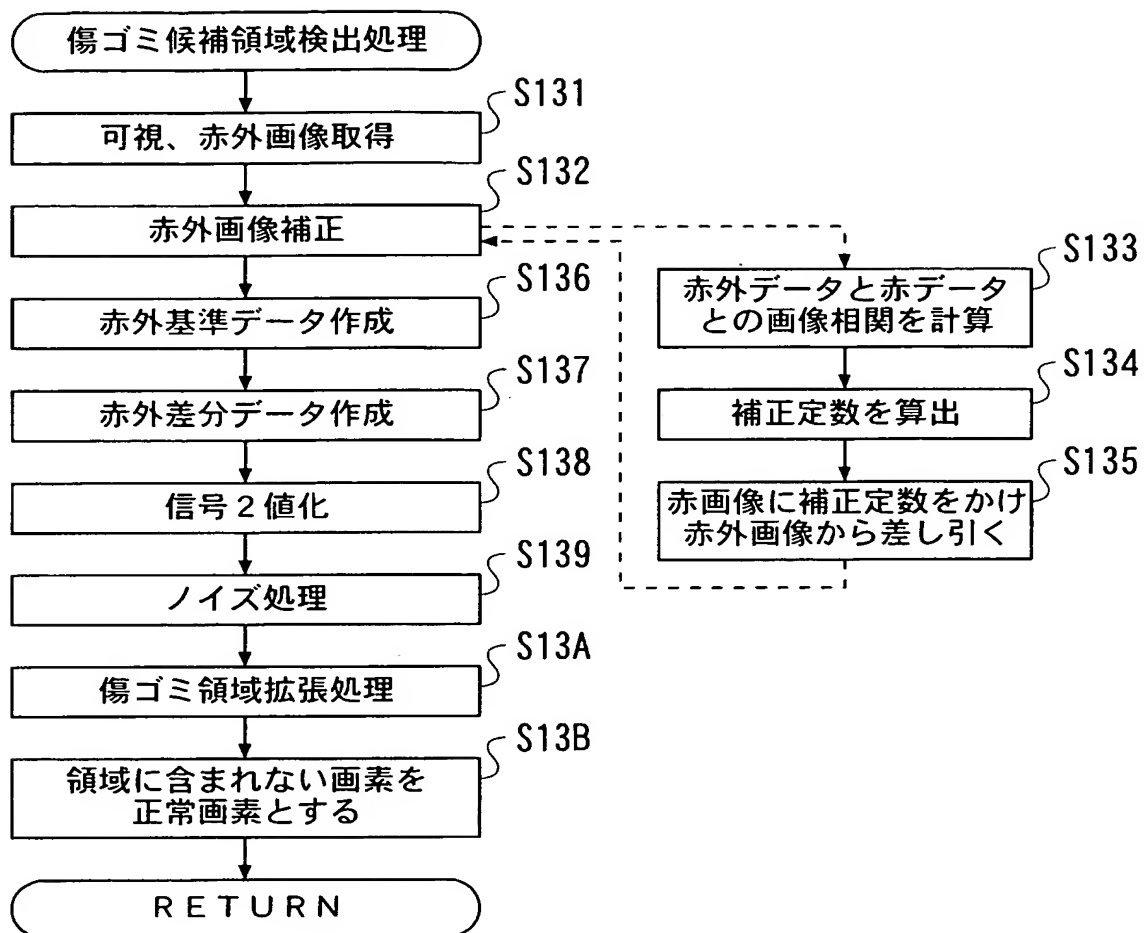 傷ゴミ候補領域検出処理
S131
可視、赤外画像取得
S132
赤外画像補正
S133
赤外データと赤データ
との画像相関を計算
S134
補正定数を算出
S135
赤画像に補正定数をかけ
赤外画像から差し引く
S136
赤外基準データ作成
S137
赤外差分データ作成
S138
信号2値化
S139
ノイズ処理
S13A
傷ゴミ領域拡張処理
S13B
領域に含まれない画素を
正常画素とする
RETURN